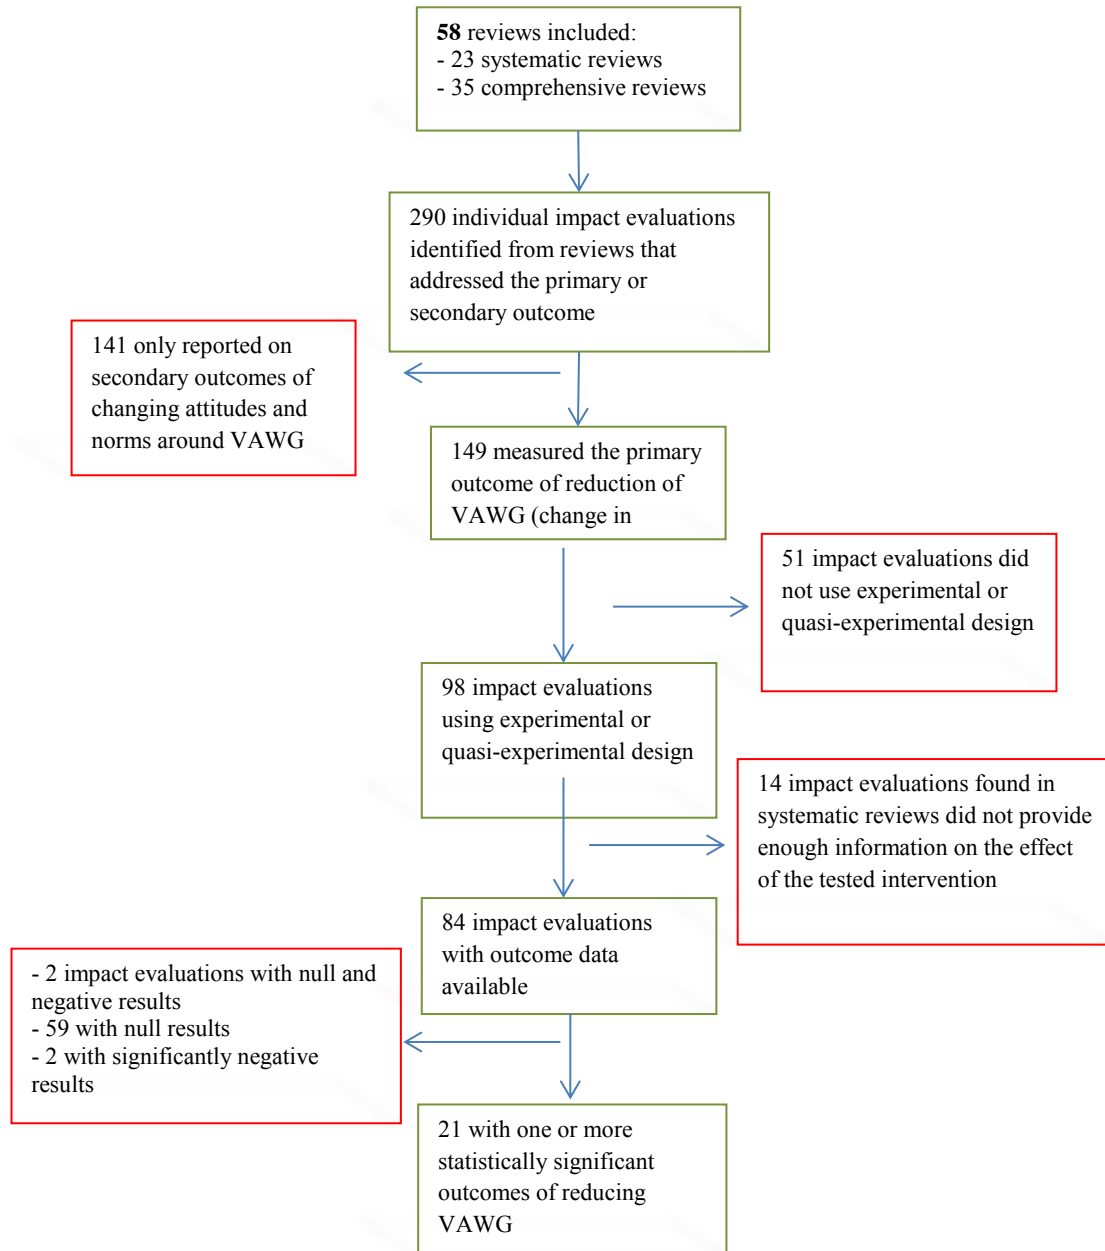 58 reviews included:
- 23 systematic reviews
- 35 comprehensive reviews
290 individual impact evaluations
identified from reviews that
addressed the primary or
secondary outcome
141 only reported on
secondary outcomes of
changing attitudes and
norms around VAWG
149 measured the primary
outcome of reduction of
VAWG (change in
51 impact evaluations did
not use experimental or
quasi-experimental design
98 impact evaluations
using experimental or
quasi-experimental design
14 impact evaluations found in
systematic reviews did not provide
enough information on the effect
of the tested intervention
84 impact evaluations
with outcome data
available
- 2 impact evaluations with null and
negative results
- 59 with null results
- 2 with significantly negative
results
21 with one or more
statistically significant
outcomes of reducing
VAWG